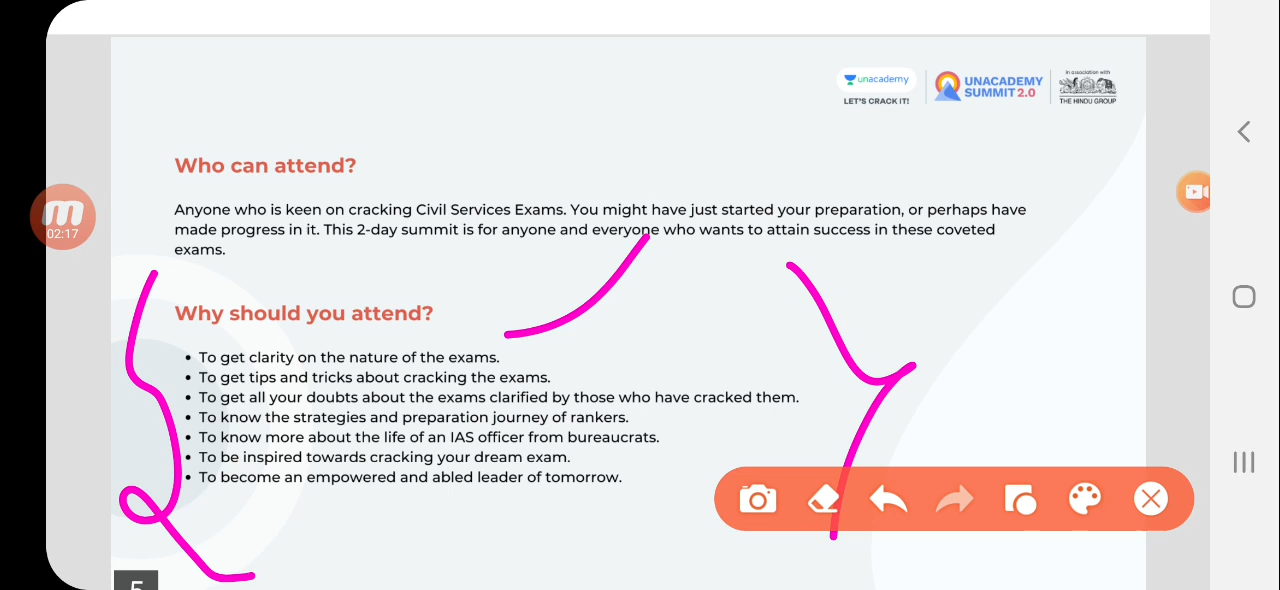 In association with
unacademy
UNACADEMY
SUMMIT 2.0
LET'S CRACK IT!
THE HINDU GROUP
Who can attend?
Anyone who is keen on cracking Civil Services Exams. You might have just started your preparation, or perhaps have
made progress in it. This 2-day summit is for anyone and everyone who wants to attain success in these coveted
exams.
02:17
Why should you attend?
• To get clarity on the nature of the exams.
• To get tips and tricks about cracking the exams.
• To get all your doubts about the exams clarified by those who have cracked them.
• To know the strategies and preparation journey of rankers.
• To know more about the life of an IAS officer from bureaucrats.
• To be inspired towards cracking your dream exam.
• To become an empowered and abled leader of tomorrow.
5